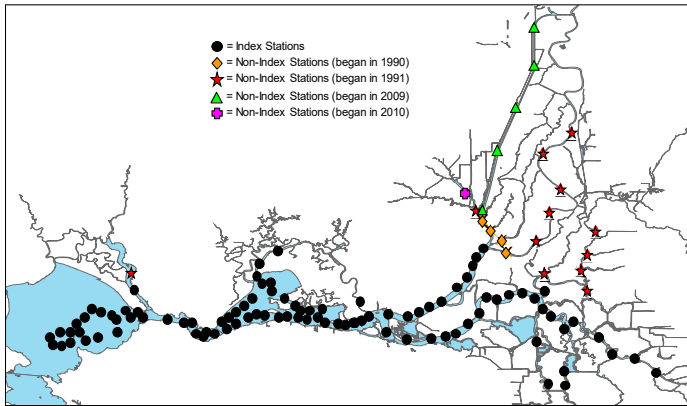 = Index Stations
= Non-Index Stations (began in 1990)
= Non-Index Stations (began in 1991)
= Non-Index Stations (began in 2009)
= Non-Index Stations (began in 2010)